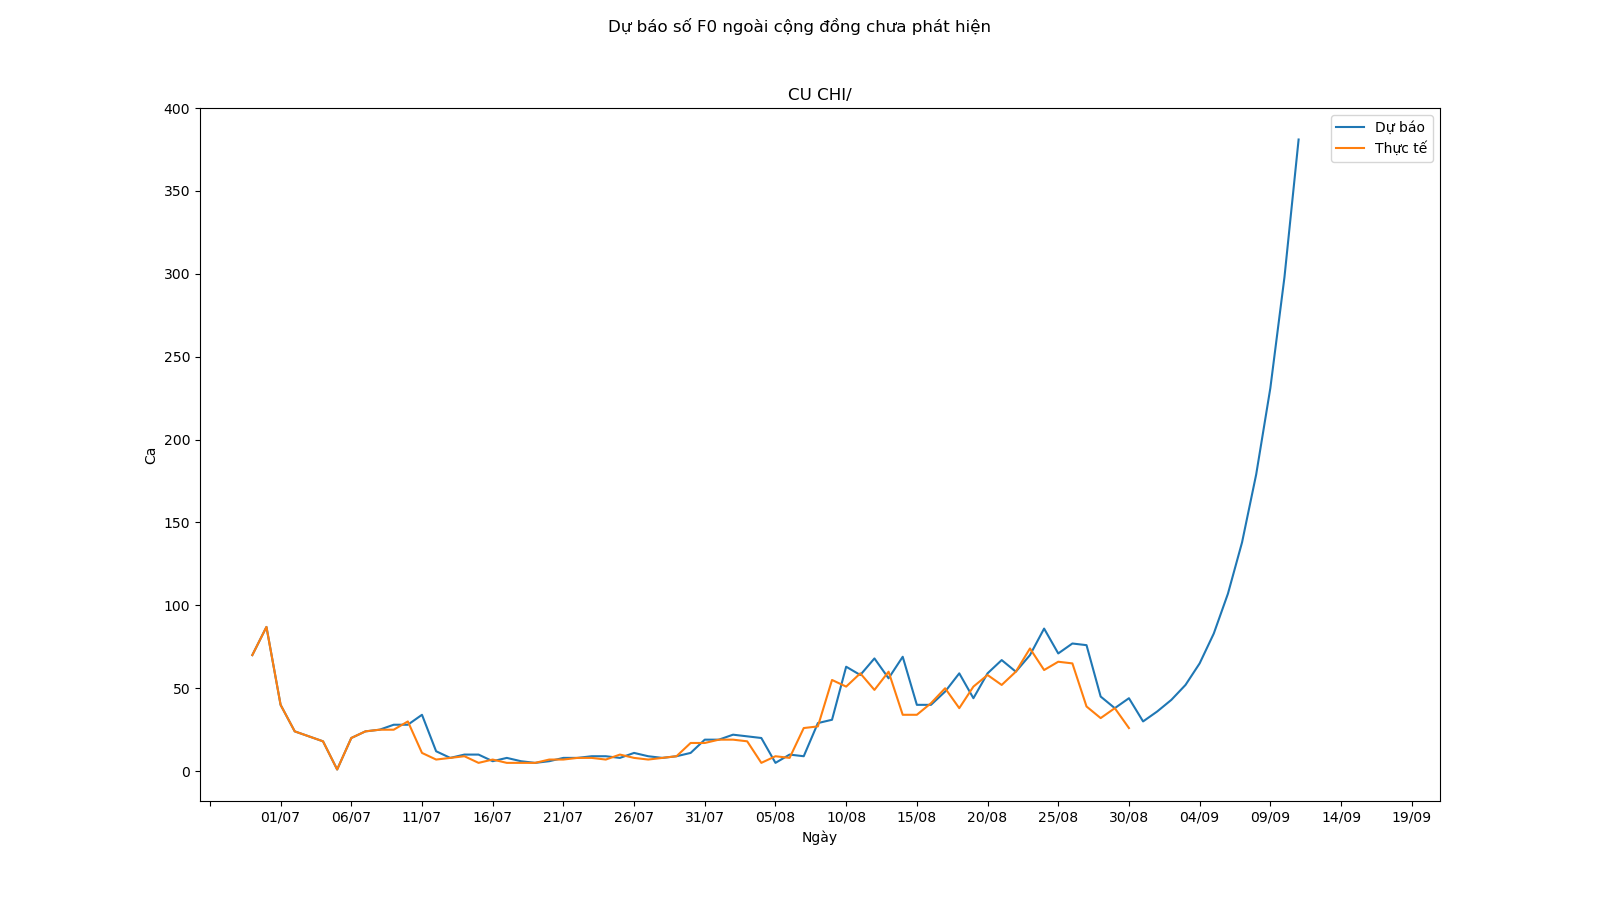 Dự báo số F0 ngoài cộng đồng chưa phát hiện
CU CHI/
400
350
300
250
200
150
100
50
0
Ca
Dự báo
Thực tế
01/07 06/07 11/07 16/07 21/07 26/07 31/07 05/08 10/08 15/08 20/08 25/08 30/08 04/09 09/09 14/09 19/09
Ngày